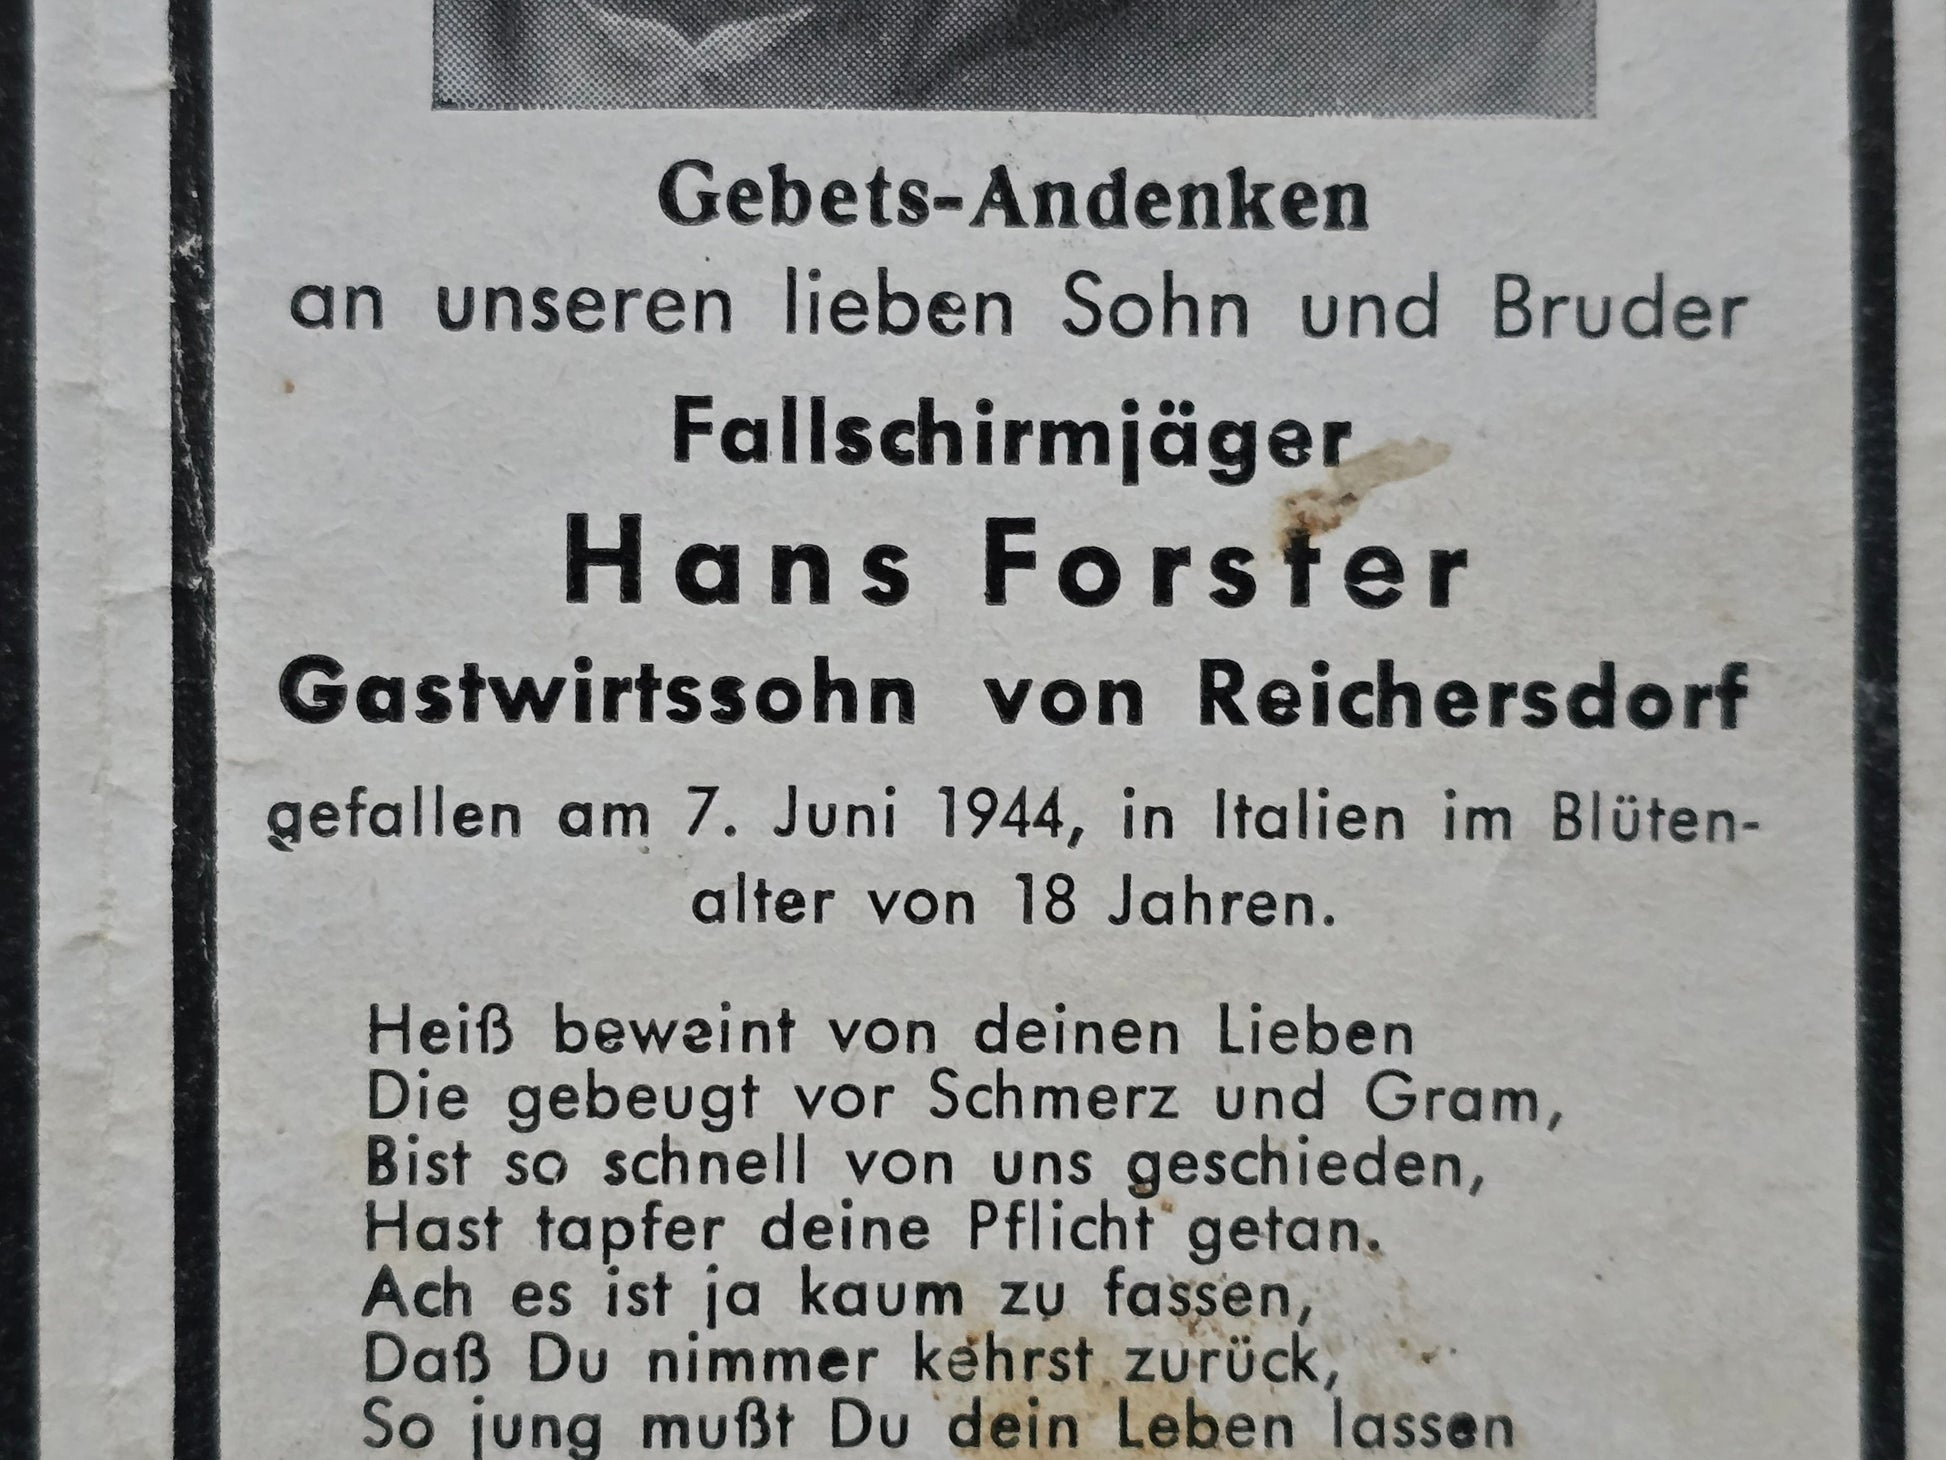 Gebets-Andenken
an unseren lieben Sohn und Bruder
Fallschirmjäger
Hans Forster
Gastwirtssohn von Reichersdorf
gefallen am 7. Juni 1944, in Italien im Blüten-
alter von 18 Jahren.
Heiß beweint von deinen Lieben
Die gebeugt vor Schmerz und Gram,
Bist so schnell von uns geschieden,
Hast tapfer deine Pflicht getan.
Ach es ist ja kaum zu fassen,
Daß Du nimmer kehrst zurück,
So jung mußt Du dein Leben lassen